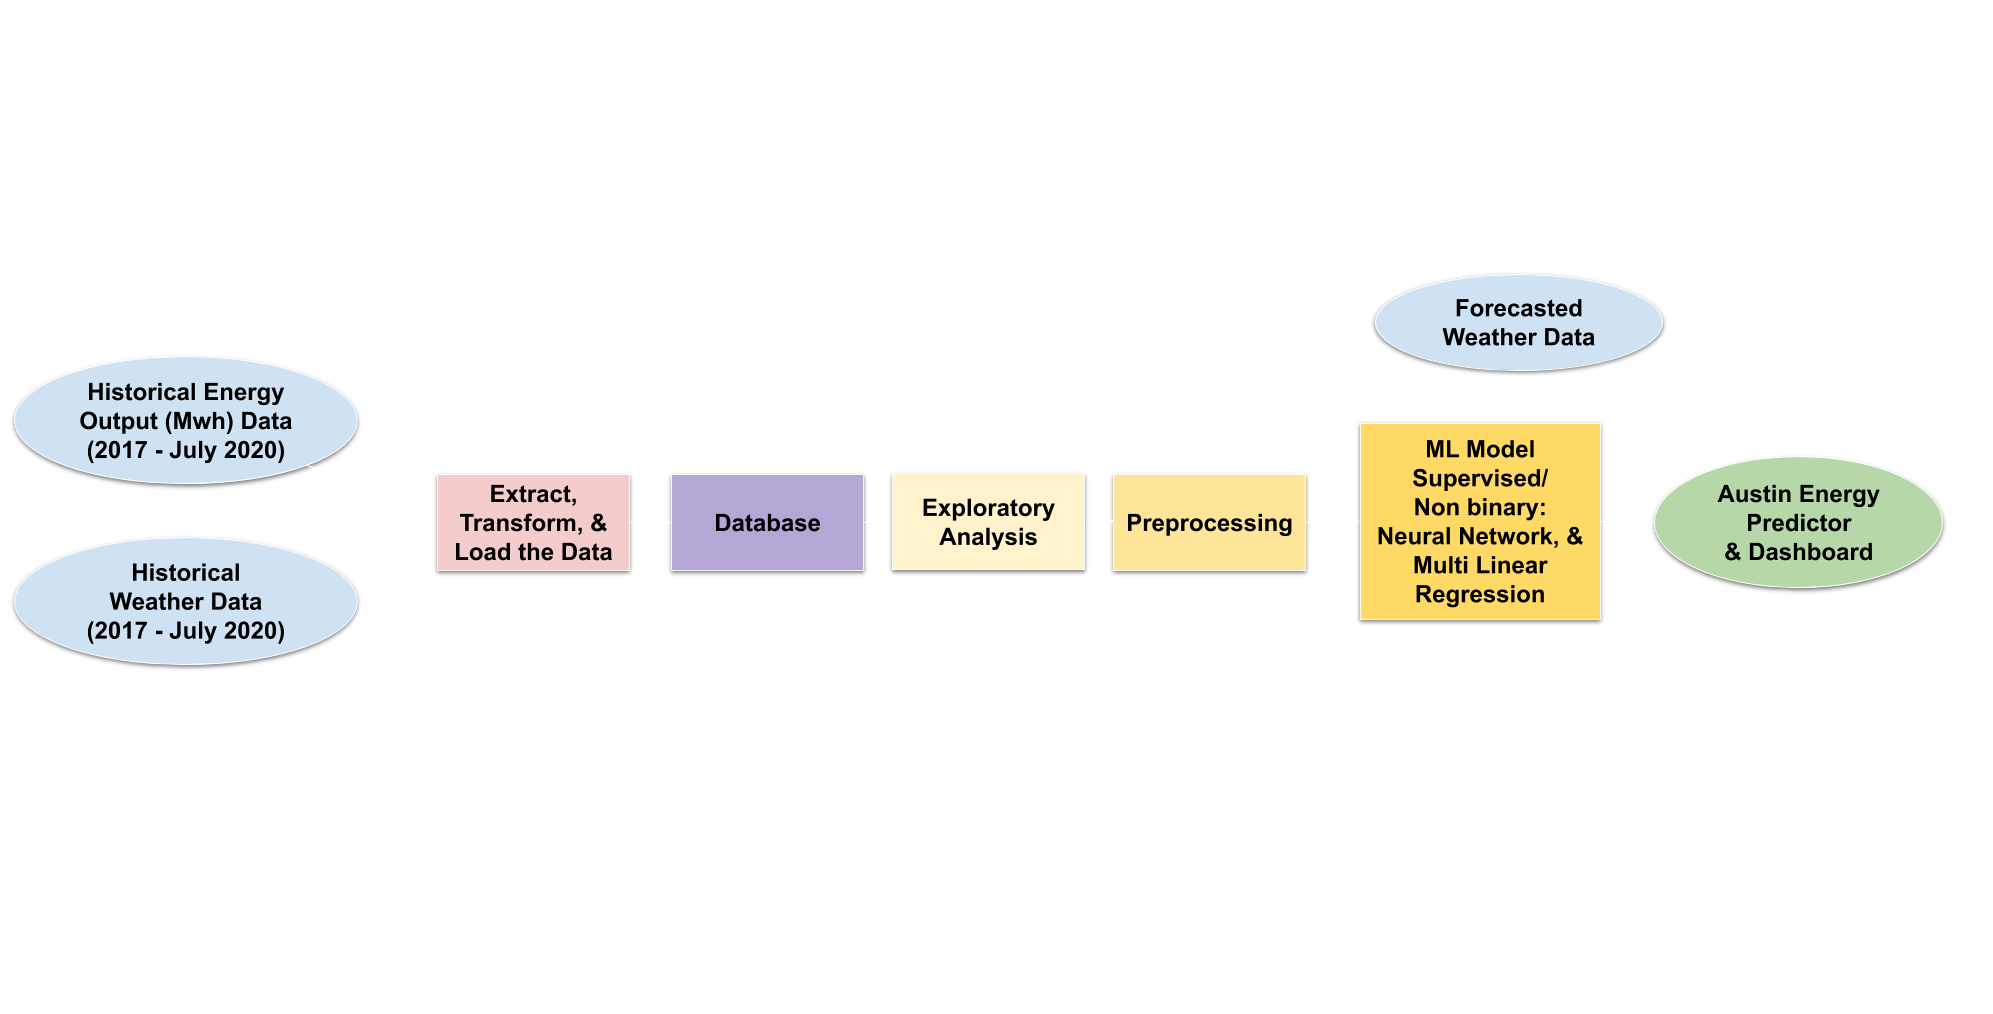 Historical Energy
Output (Mwh) Data
(2017 - July 2020)
Historical
Weather Data
(2017 - July 2020)
Extract,
Transform, &
Load the Data
Database
Exploratory
Analysis
Preprocessing
Forecasted
Weather Data
ML Model
Supervised/
Non binary:
Neural Network, &
Multi Linear
Regression
Austin Energy
Predictor
& Dashboard